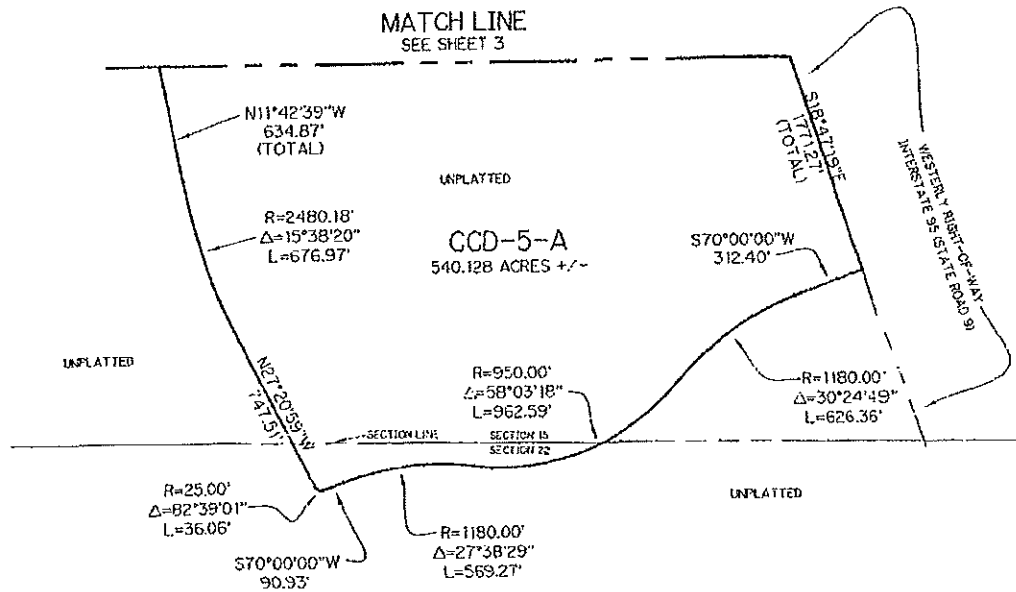 MATCH LINE
SEE SHEET 3
N11°42'39"W
634.87'
(TOTAL)
S18°47'19"E
1771.27'
(TOTAL)
WESTERLY RIGHT-OF-WAY
INTERSTATE 95 (STATE ROAD 9)
UNPLATTED
R=2480.18'
Δ=15°38'20"
L=676.97'
CCD-5-A
540.128 ACRES +/-
S70°00'00"W
312.40'
UNPLATTED
N27°20'59"W
747.51'
R=950.00'
Δ=58°03'18"
L=962.59'
R=1180.00'
Δ=30°24'49"
L=626.36'
SECTION LINE
SECTION 15
SECTION 22
R=25.00'
Δ=82°39'01"
L=36.06'
UNPLATTED
S70°00'00"W
90.93'
R=1180.00'
Δ=27°38'29"
L=569.27'